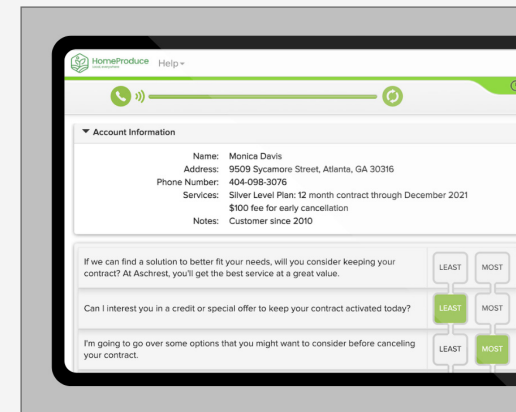 HomeProduce
Help
Account Information
Name: Monica Davis
Address: 9509 Sycamore Street, Atlanta, GA 30316
Phone Number: 404-098-3076
Services: Silver Level Plan: 12 month contract through December 2021
$100 fee for early cancellation
Notes: Customer since 2010
If we can find a solution to better fit your needs, will you consider keeping your
contract? At Aschrest, you'll get the best service at a great value.
LEAST MOST
Can I interest you in a credit or special offer to keep your contract activated today?
LEAST MOST
I'm going to go over some options that you might want to consider before canceling
your contract.
LEAST MOST